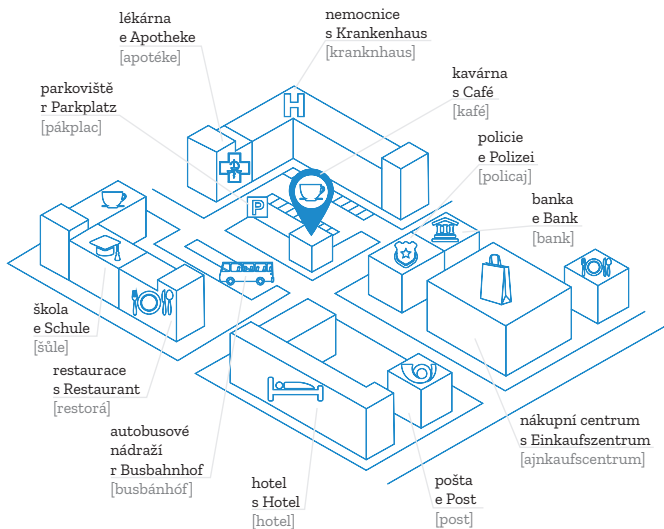 lékárna
e Apotheke
[apotéke]
nemocnice
s Krankenhaus
[kranknhaus]
kavárna
s Café
[kafé]
parkoviště
r Parkplatz
[pákplac]
policie
e Polizei
[policaj]
banka
e Bank
[bank]
H
P
škola
e Schule
[šůle]
restaurace
s Restaurant
[restorá]
autobusové
nádraží
r Busbahnhof
[busbánhóf]
hotel
s Hotel
[hotel]
pošta
e Post
[post]
nákupní centrum
s Einkaufszentrum
[ajnkaufscentrum]